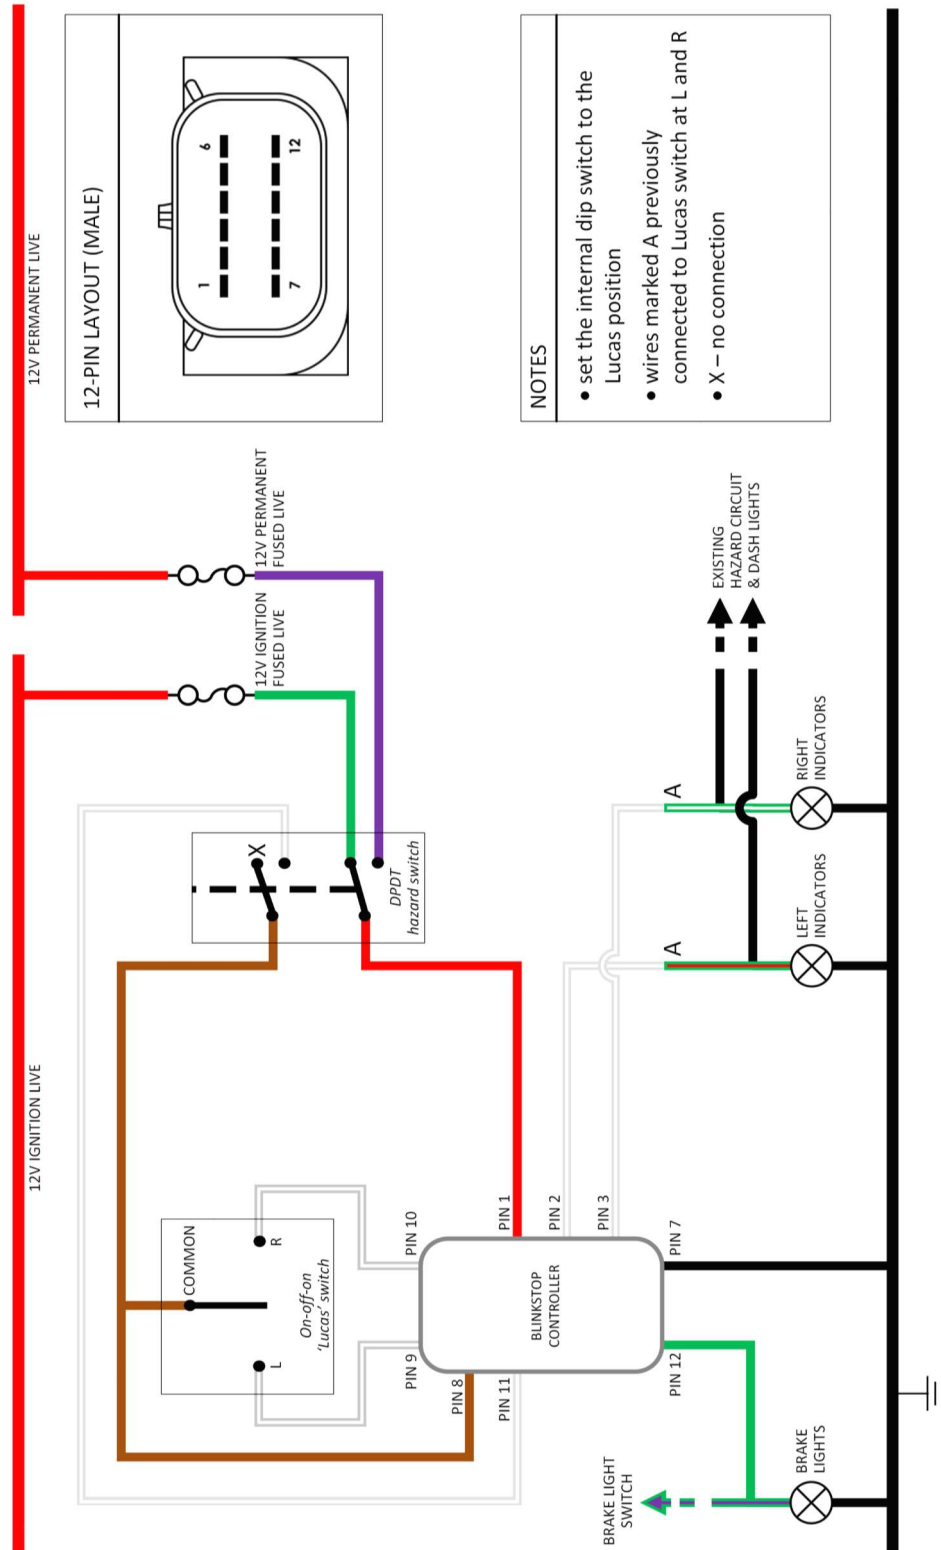 12V IGNITION LIVE
12V PERMANENT LIVE
12-PIN LAYOUT (MALE)
1
6
7
12
12V IGNITION
FUSED LIVE
12V PERMANENT
FUSED LIVE
X
DPDT
hazard switch
COMMON
L
R
On-off-on
'Lucas' switch
PIN 9
PIN 10
PIN 8
PIN 11
PIN 1
PIN 2
PIN 3
BLINKSTOP
CONTROLLER
PIN 12
PIN 7
BRAKE LIGHT
SWITCH
BRAKE
LIGHTS
A
A
LEFT
INDICATORS
RIGHT
INDICATORS
EXISTING
HAZARD CIRCUIT
& DASH LIGHTS
NOTES
• set the internal dip switch to the
Lucas position
• wires marked A previously
connected to Lucas switch at L and R
• X – no connection